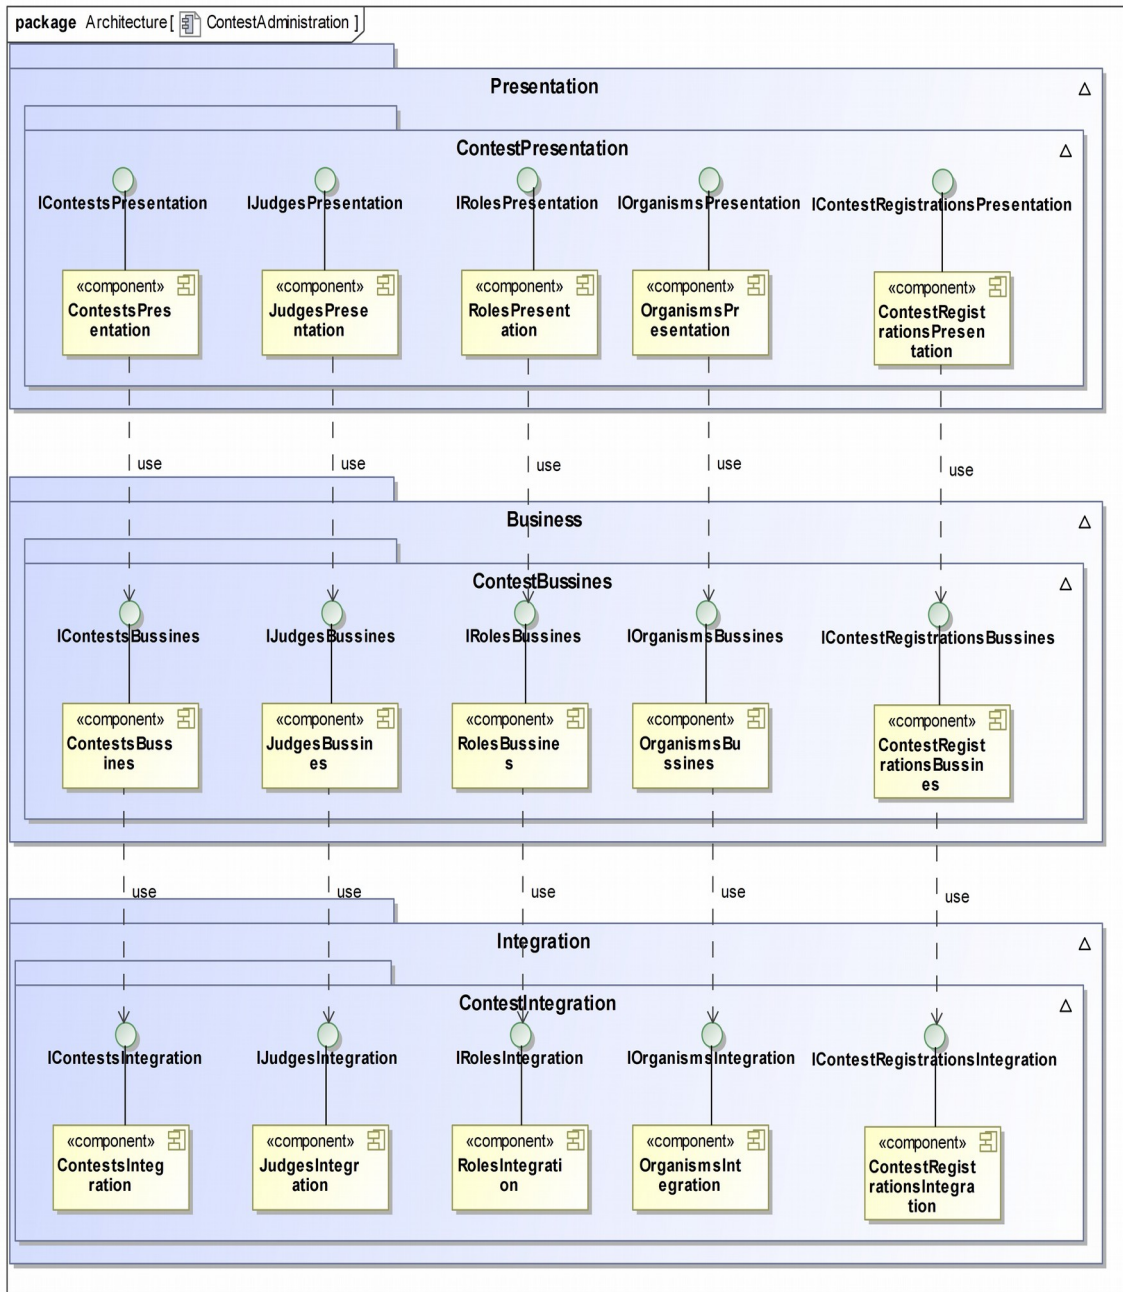 package Architecture [ ContestAdministration ]
Presentation
ContestPresentation
IContestsPresentation IJudgesPresentation IRolesPresentation IOrganismsPresentation IContestRegistrationsPresentation
«component» «component» «component» «component» «component»
ContestsPres JudgesPrese RolesPresent OrganismsPr ContestRegist
entation ntation ation esentation rationsPresen
tation
use use use use use
Business
ContestBussines
IContestsBussines IJudgesBussines IRolesBussines IOrganismsBussines IContestRegistrationsBussines
«component» «component» «component» «component» «component»
ContestsBuss JudgesBussin RolesBussine OrganismsBu ContestRegist
ines es s ssines rationsBussin
es
use use use use use
Integration
ContestIntegration
IContestsIntegration IJudgesIntegration IRolesIntegration IOrganismsIntegration IContestRegistrationsIntegration
«component» «component» «component» «component» «component»
ContestsInteg JudgesIntegr RolesIntegrati OrganismsInt ContestRegist
ration ation on egration rationsIntegra
tion